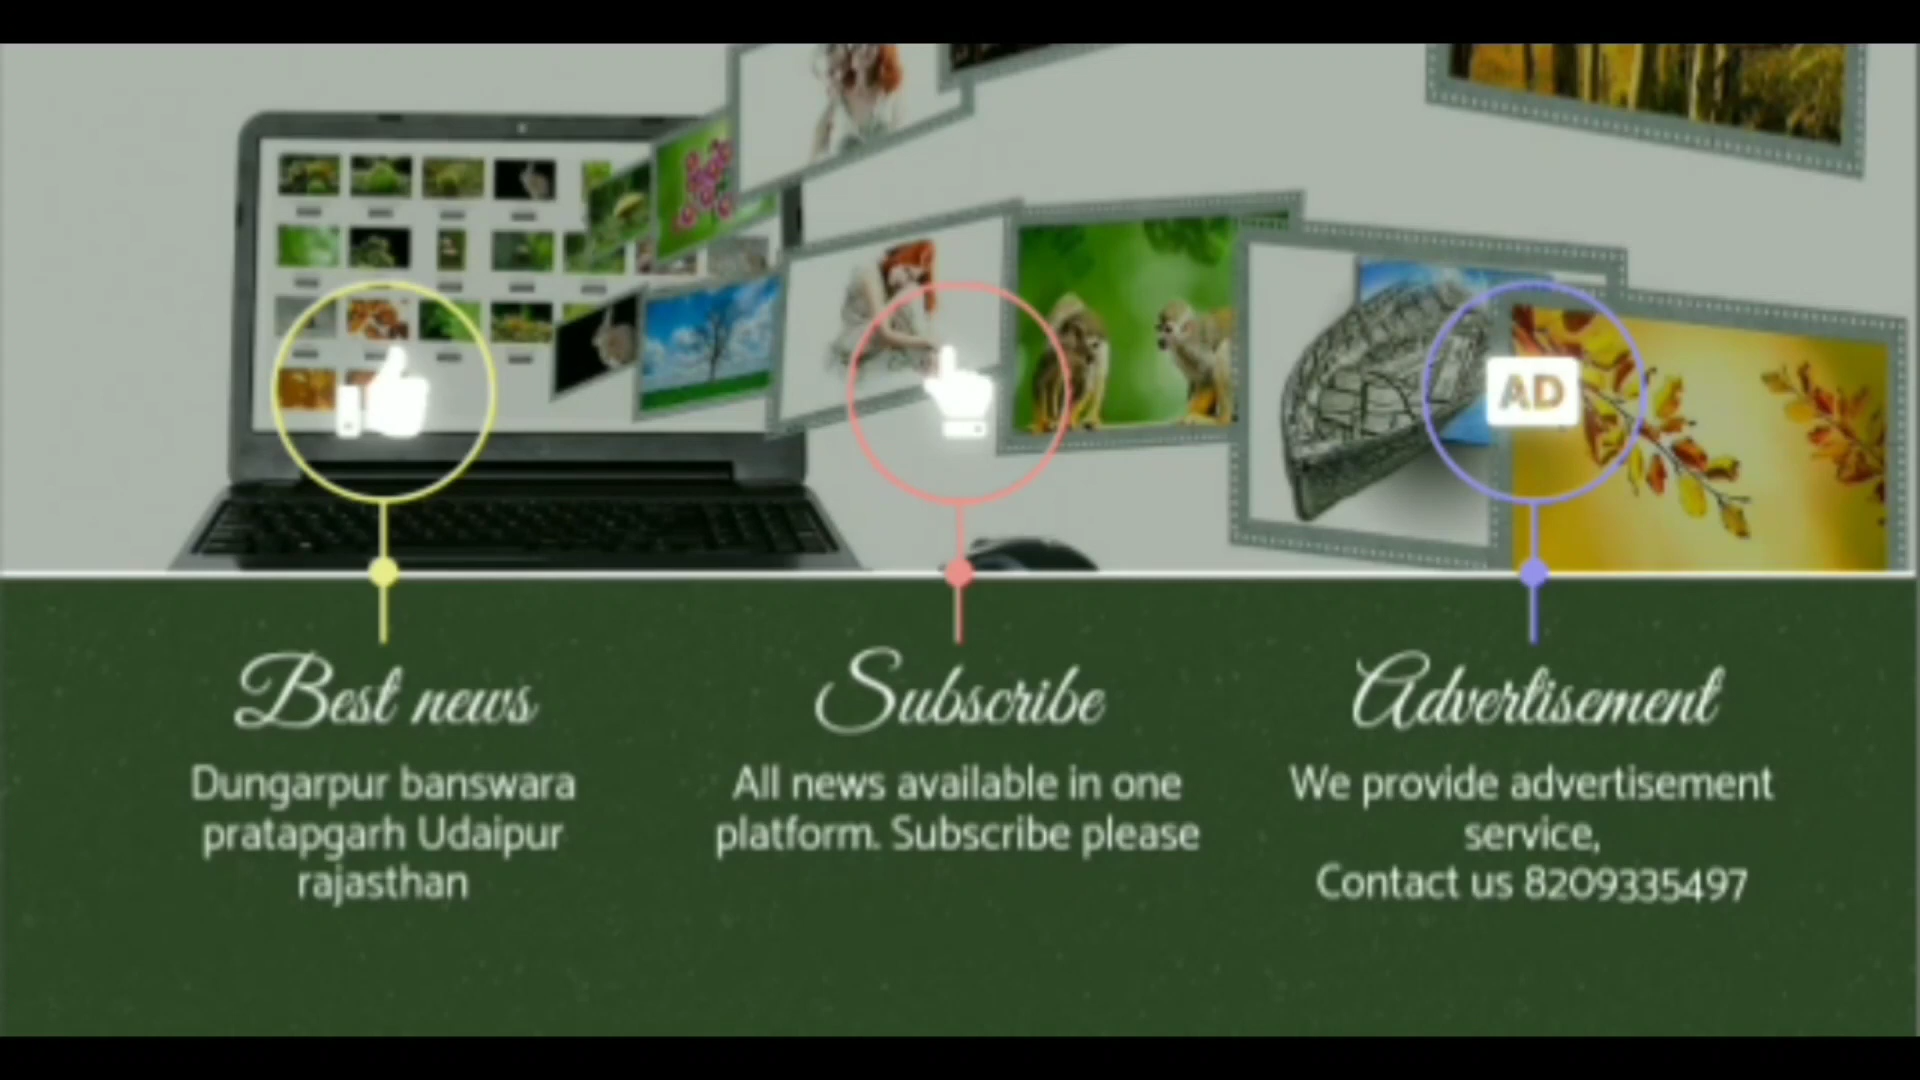 AD
Best news
Dungarpur banswara
pratapgarh Udaipur
rajasthan
Subscribe
All news available in one
platform. Subscribe please
Advertisement
We provide advertisement
service,
Contact us 8209335497